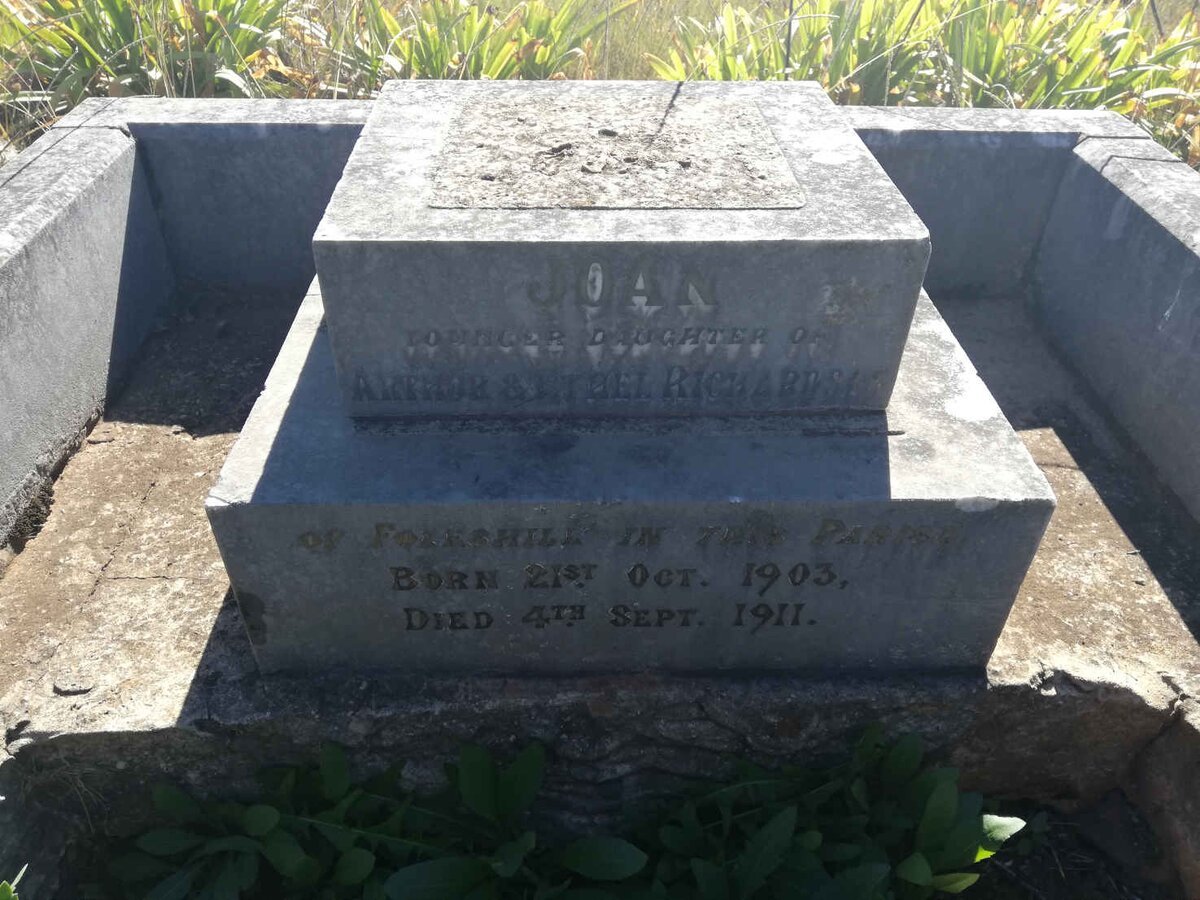 JOAN
YOUNGER DAUGHTER OF
ARTHUR & ETHEL RICHARDSON
OF "FOLKSHILL" IN THIS PARISH.
BORN 21ST OCT. 1903,
DIED 4TH SEPT. 1911.